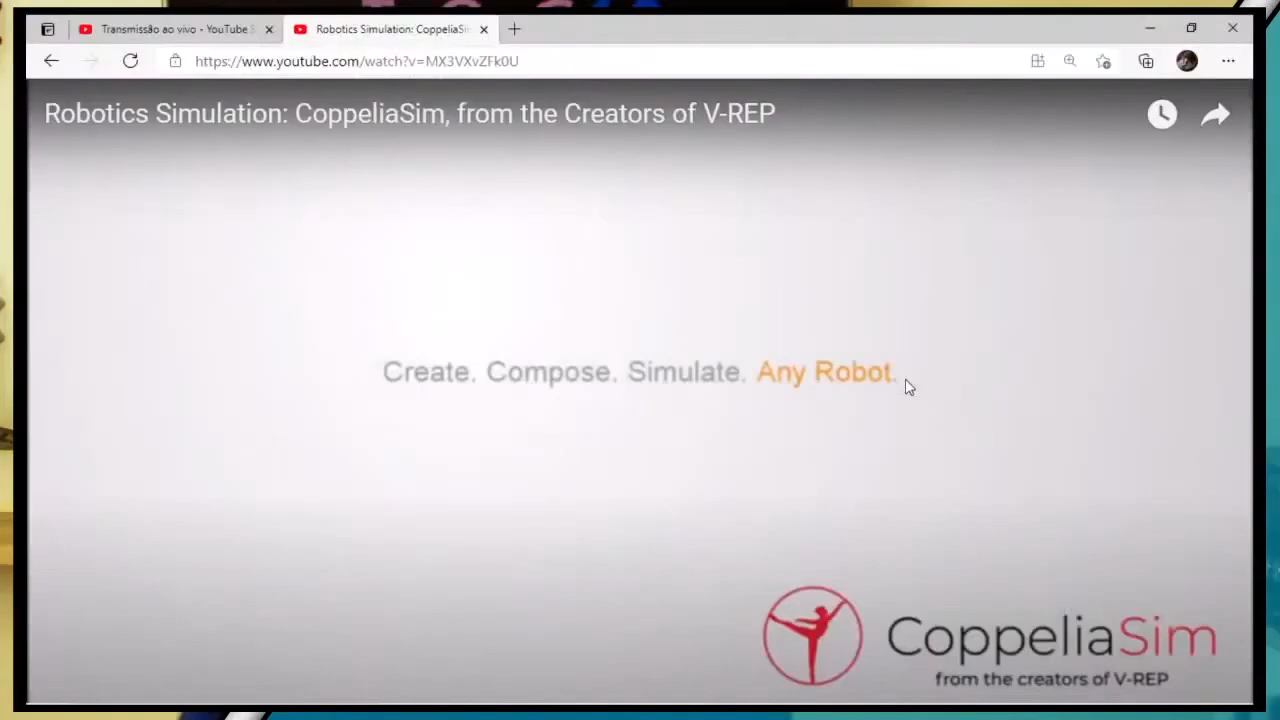 Transmissão ao vivo - YouTube S
Robotics Simulation: CoppeliaSim
https://www.youtube.com/watch?v=MX3VXvZFk0U
Robotics Simulation: CoppeliaSim, from the Creators of V-REP
Create. Compose. Simulate. Any Robot.
CoppeliaSim
from the creators of V-REP